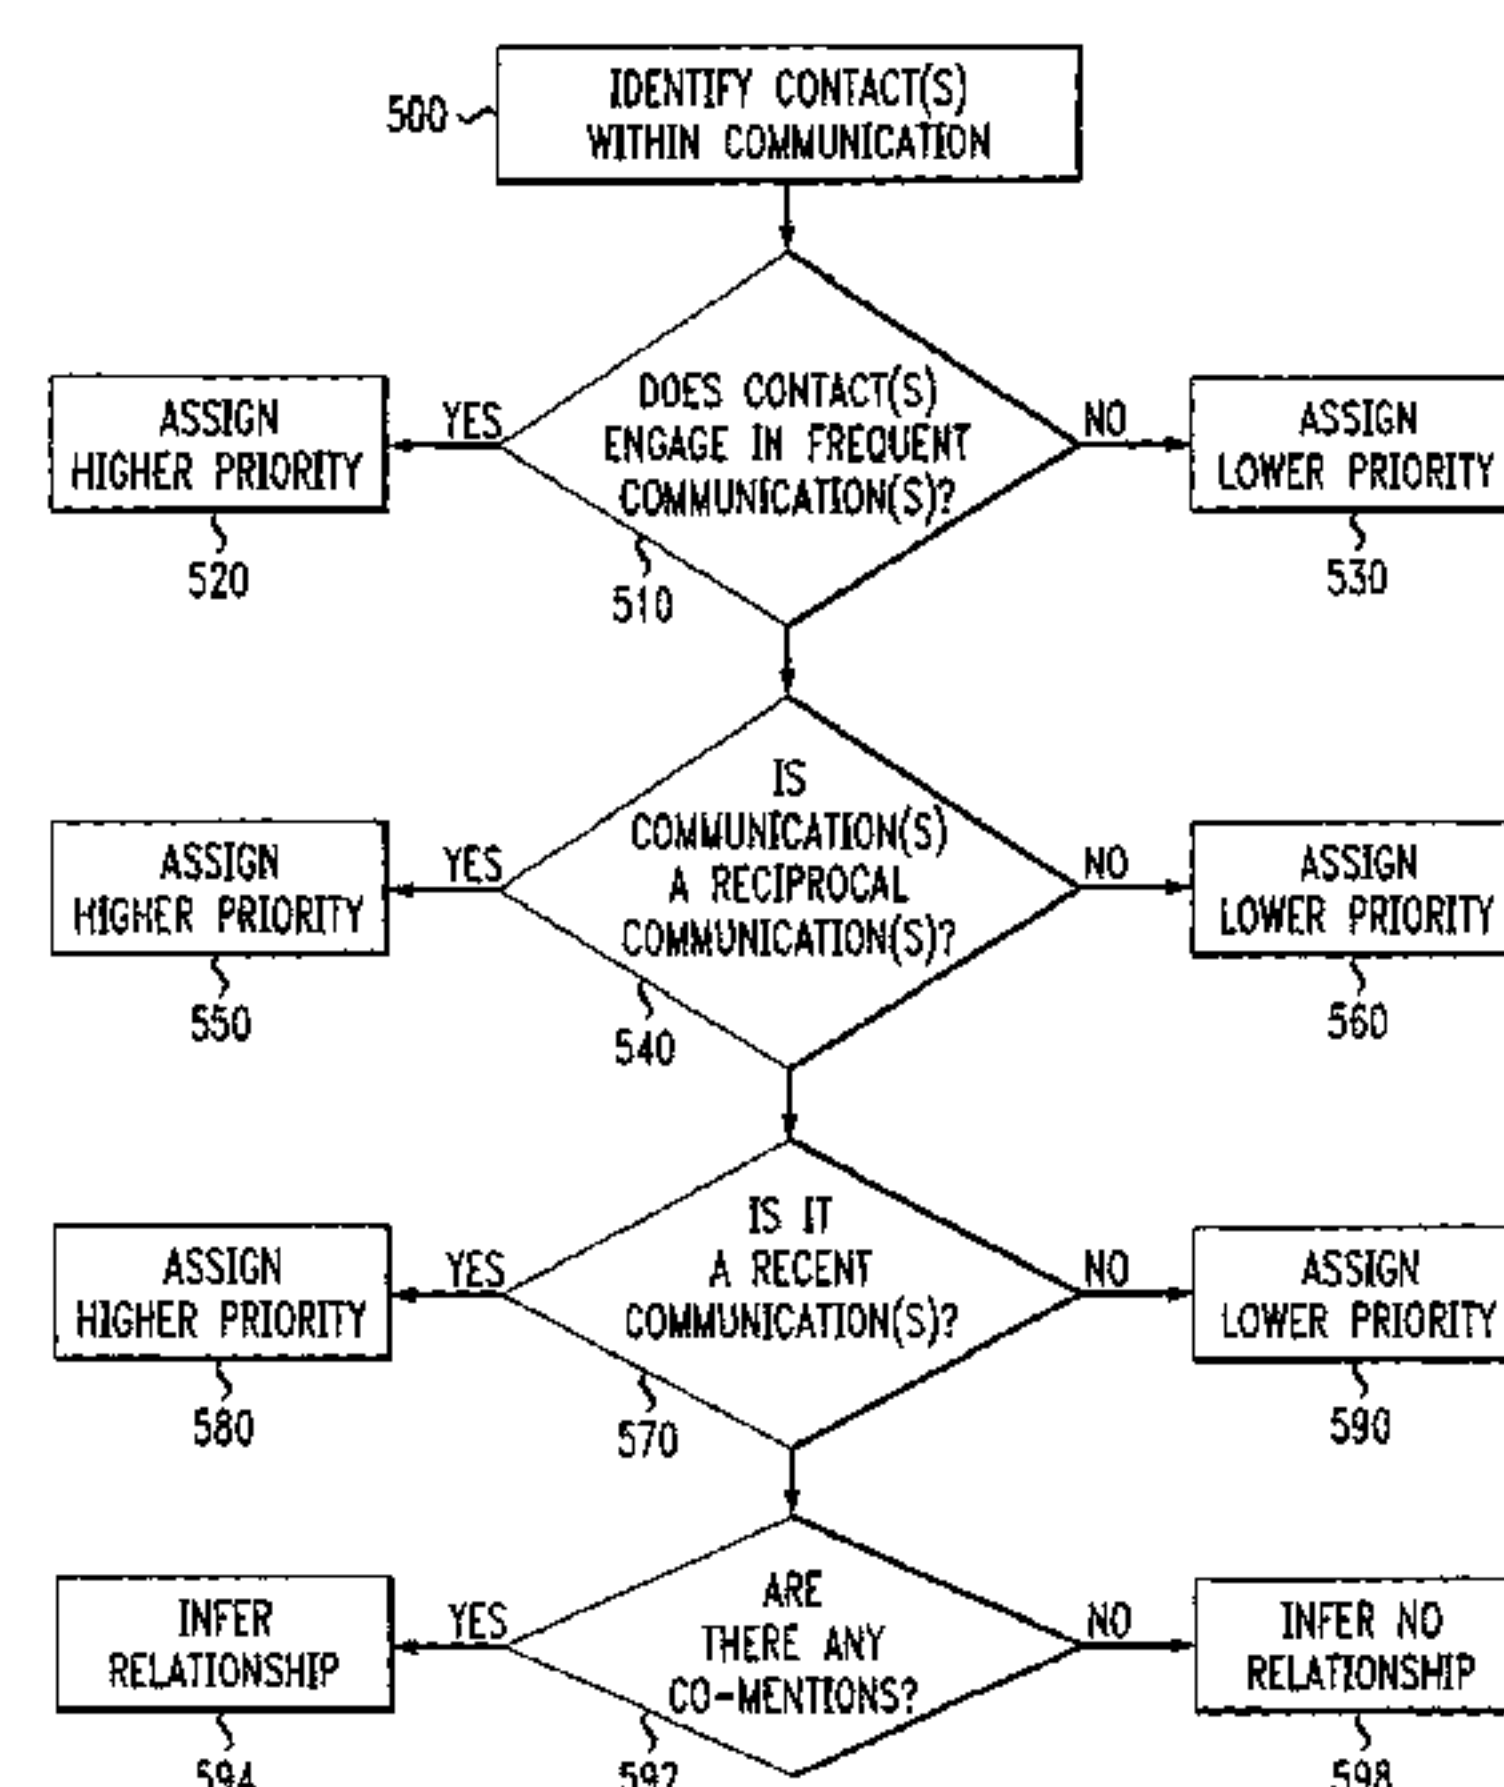 500
IDENTIFY CONTACT(S)
WITHIN COMMUNICATION
DOES CONTACT(S)
ENGAGE IN FREQUENT
COMMUNICATION(S)?
510
YES
ASSIGN
HIGHER PRIORITY
520
NO
ASSIGN
LOWER PRIORITY
530
IS
COMMUNICATION(S)
A RECIPROCAL
COMMUNICATION(S)?
540
YES
ASSIGN
HIGHER PRIORITY
550
NO
ASSIGN
LOWER PRIORITY
560
IS IT
A RECENT
COMMUNICATION(S)?
570
YES
ASSIGN
HIGHER PRIORITY
580
NO
ASSIGN
LOWER PRIORITY
590
ARE
THERE ANY
CO-MENTIONS?
592
YES
INFER
RELATIONSHIP
594
NO
INFER NO
RELATIONSHIP
598